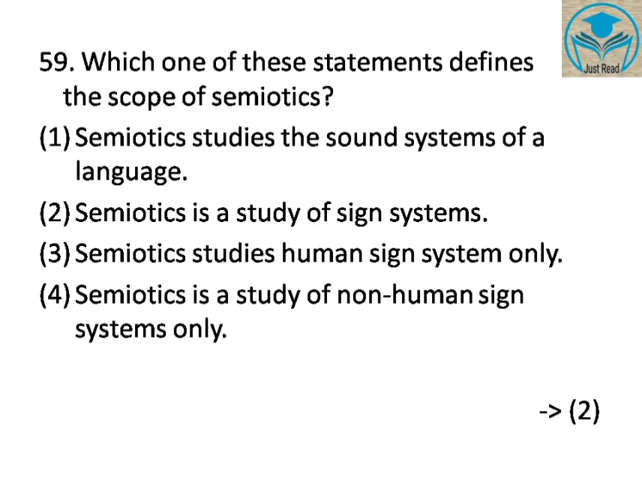 Just Read
59. Which one of these statements defines
the scope of semiotics?
(1) Semiotics studies the sound systems of a
language.
(2) Semiotics is a study of sign systems.
(3) Semiotics studies human sign system only.
(4) Semiotics is a study of non-human sign
systems only.
-> (2)